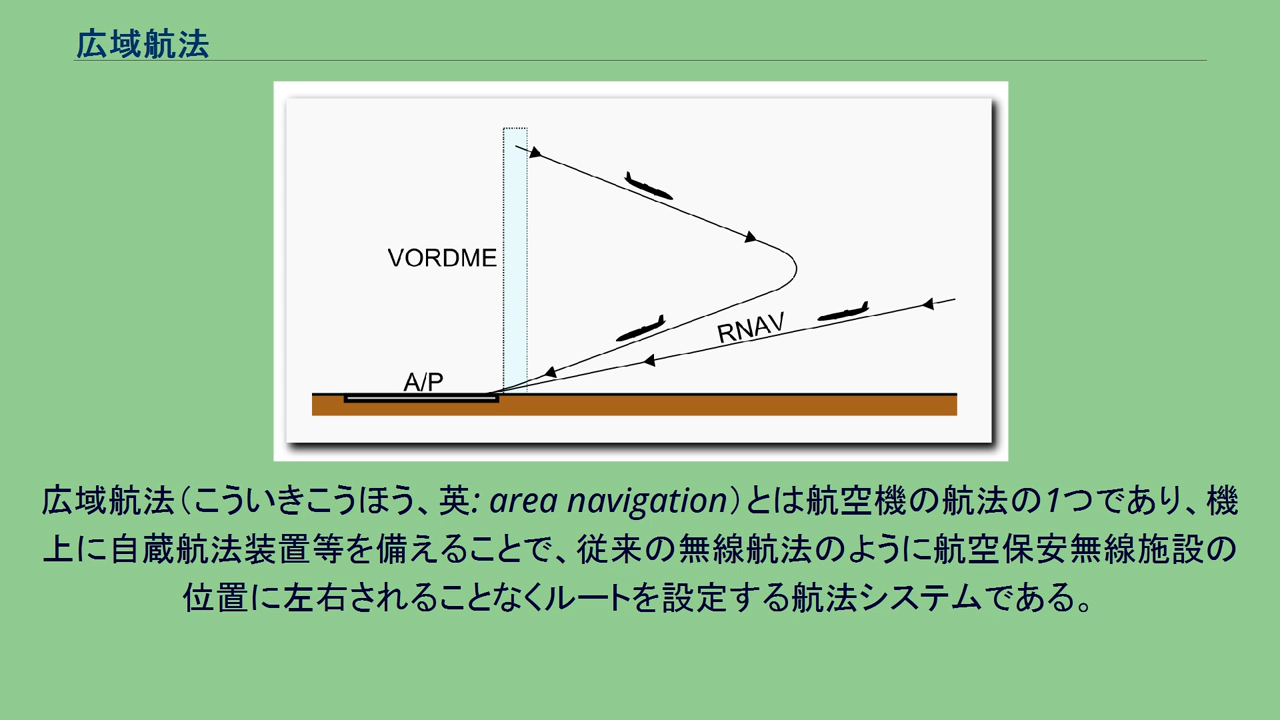 広域航法
VORDME
RNAV
A/P
広域航法（こういきこうほう、英: area navigation）とは航空機の航法の1つであり、機
上に自蔵航法装置等を備えることで、従来の無線航法のように航空保安無線施設の
位置に左右されることなくルートを設定する航法システムである。